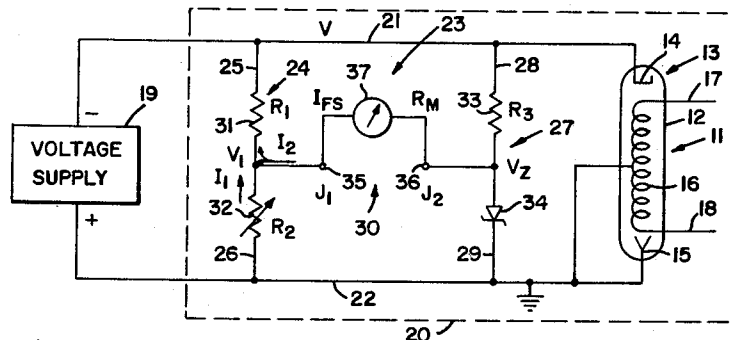 V 21 23 14 13
25 24 37 28 17
19 I_FS R_M 33 12
31 R_1 R_3 27 11
−
VOLTAGE
SUPPLY
+
V_1 I_2 35 36 V_Z
I_1 J_1 J_2 34 16
32 R_2 30 18
26 29 15
22
20